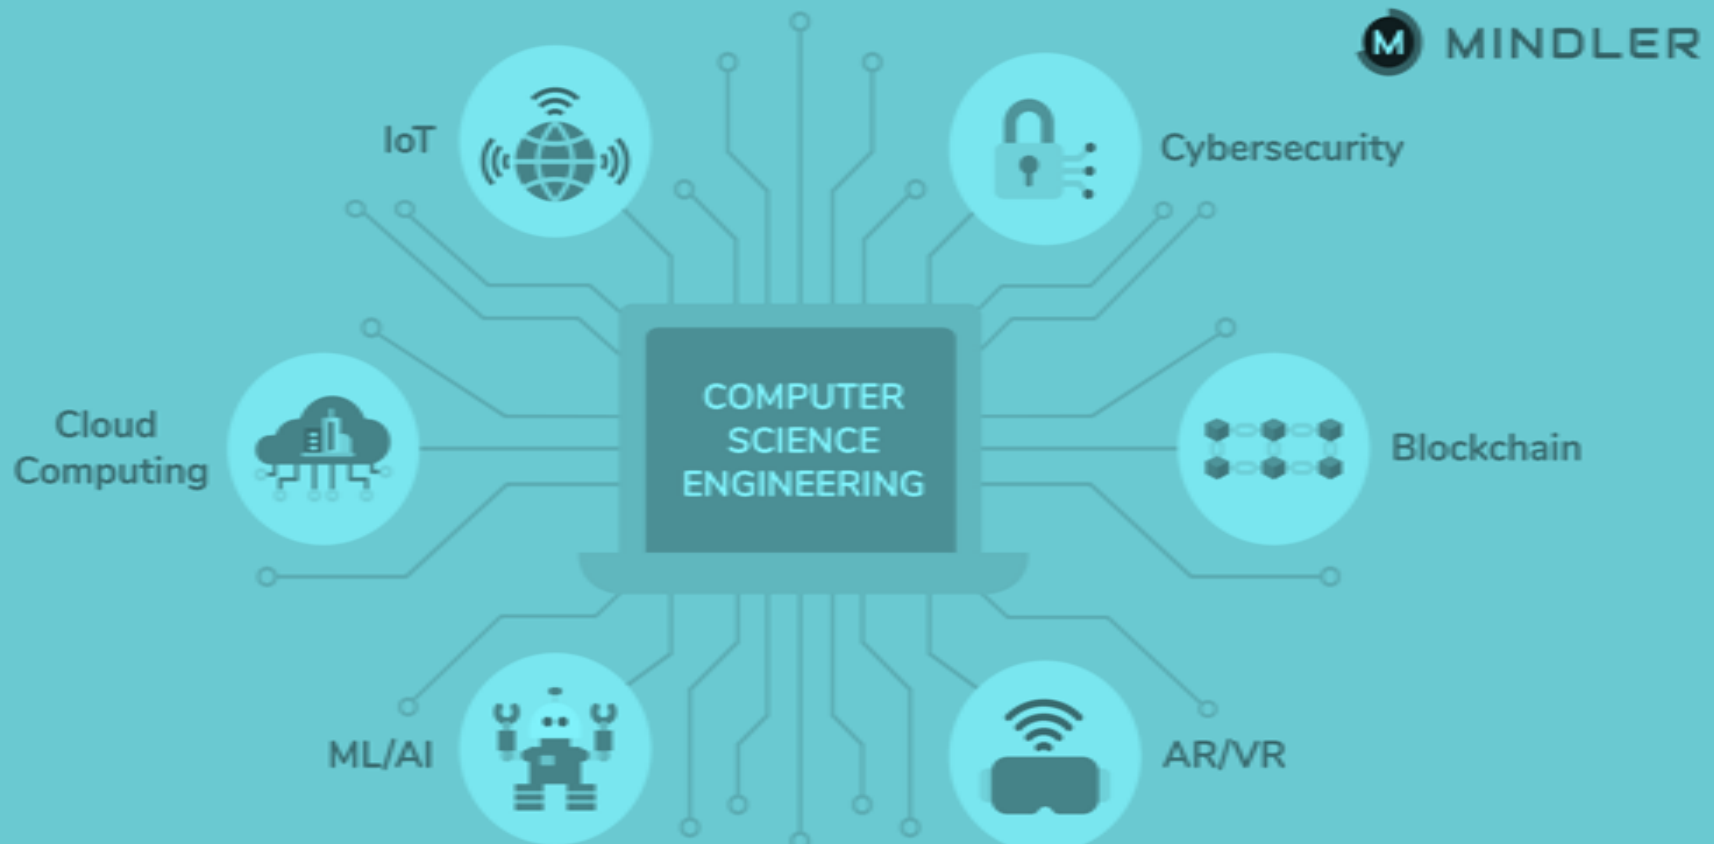 M MINDLER
IoT
Cybersecurity
COMPUTER
SCIENCE
ENGINEERING
Cloud
Computing
Blockchain
ML/AI
AR/VR